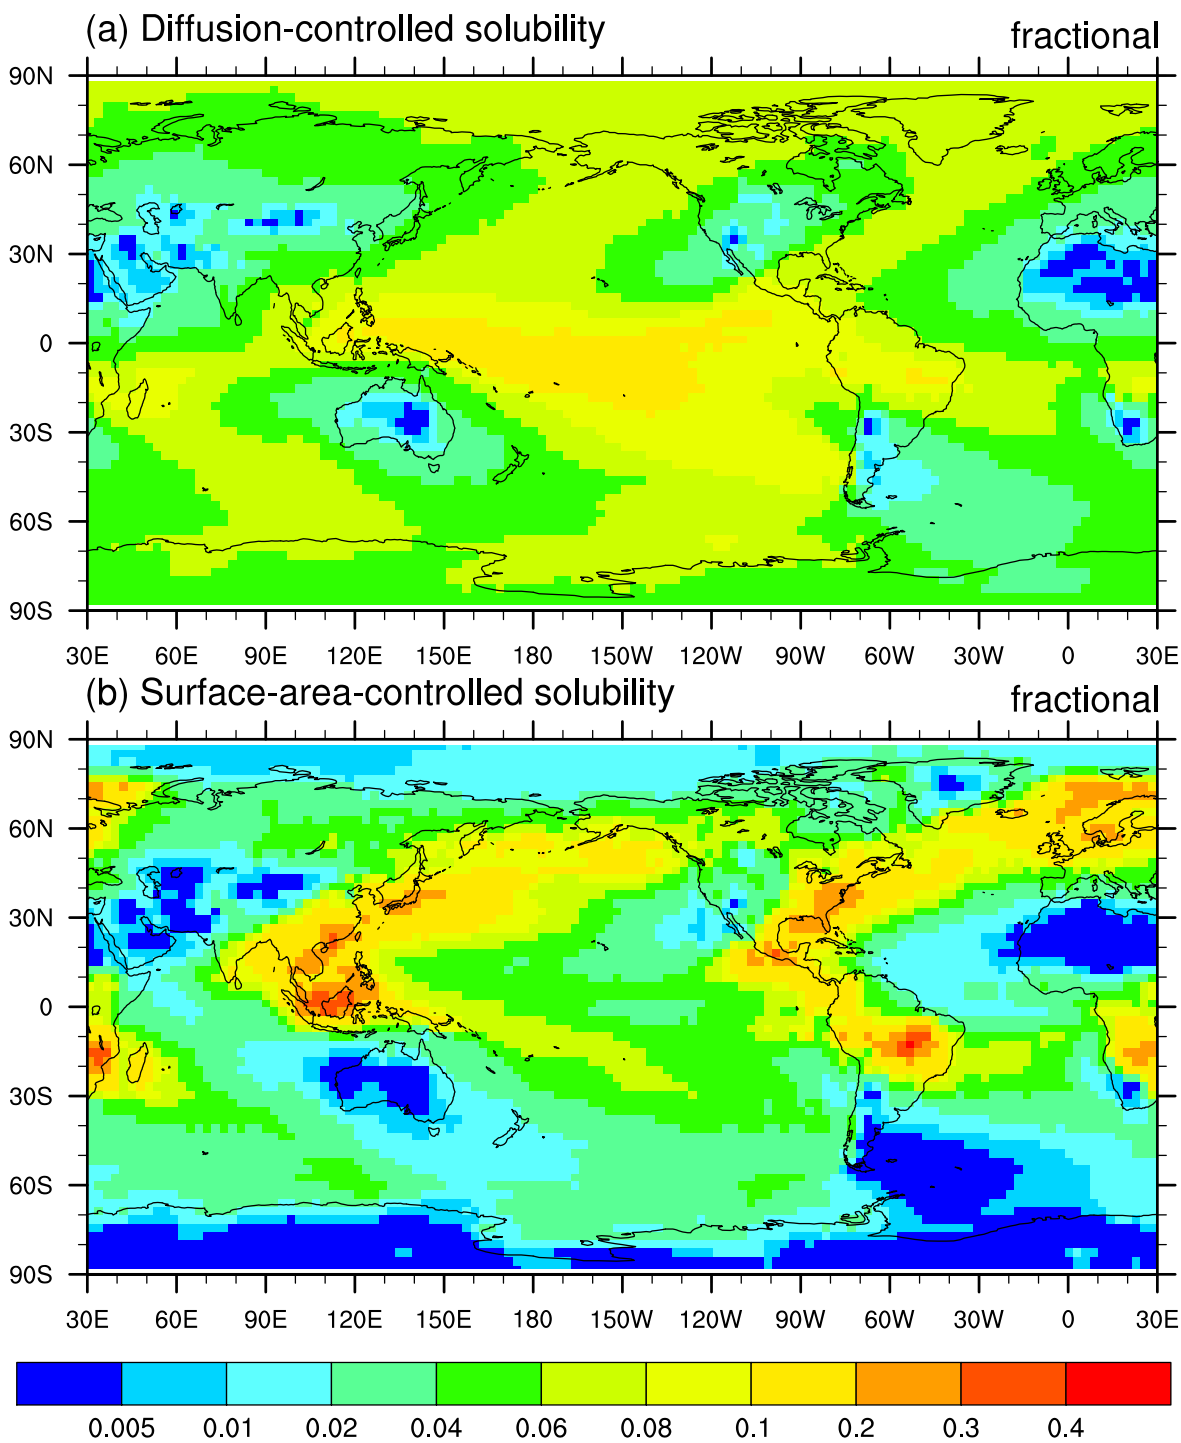 (a) Diffusion-controlled solubility fractional
90N
60N
30N
0
30S
60S
90S
30E 60E 90E 120E 150E 180 150W 120W 90W 60W 30W 0 30E
(b) Surface-area-controlled solubility fractional
90N
60N
30N
0
30S
60S
90S
30E 60E 90E 120E 150E 180 150W 120W 90W 60W 30W 0 30E
0.005 0.01 0.02 0.04 0.06 0.08 0.1 0.2 0.3 0.4